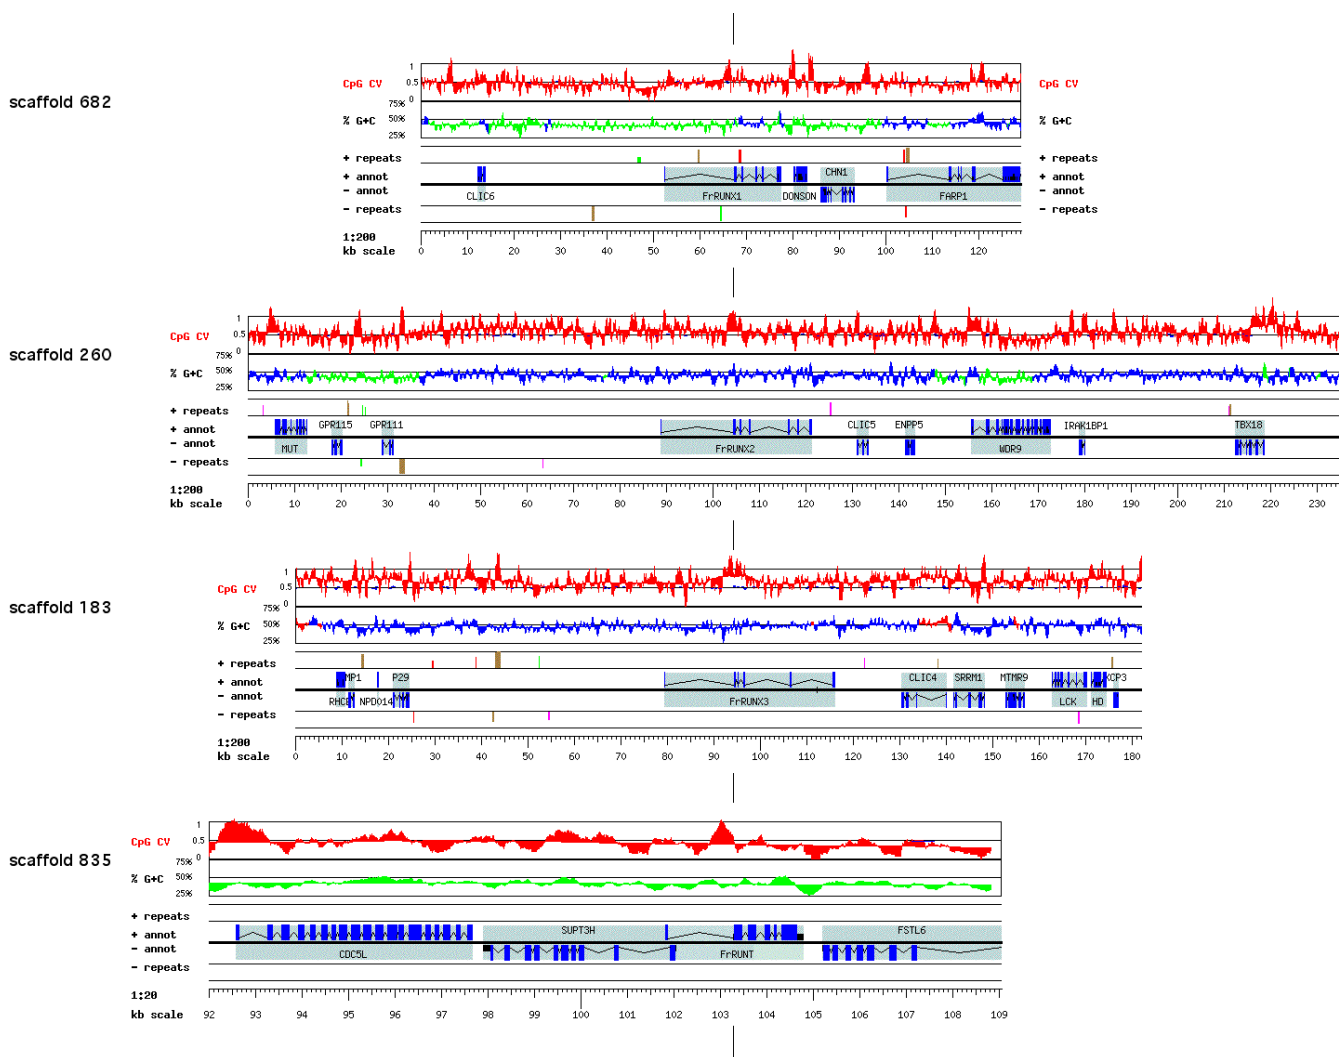 scaffold 682
CpG CV
1
0.5
0
CpG CV
75%
50%
25%
% G+C
% G+C
+ repeats
+ repeats
+ annot
CHN1
+ annot
- annot
CLIC6 FrRUNX1 DONSON FARP1
- annot
- repeats
- repeats
1:200
kb scale
0 10 20 30 40 50 60 70 80 90 100 110 120
scaffold 260
CpG CV
1
0.5
0
75%
50%
25%
% G+C
+ repeats
+ annot
GPR115 GPR111 CLIC5 ENPP5 IRAK1BP1 TBX18
- annot
MUT FrRUNX2 WDR9
- repeats
1:200
kb scale
0 10 20 30 40 50 60 70 80 90 100 110 120 130 140 150 160 170 180 190 200 210 220 230
scaffold 183
CpG CV
1
0.5
0
75%
50%
25%
% G+C
+ repeats
+ annot
MP1 P29 CLIC4 SRRM1 MTMR9 KCP3
- annot
NPD014 FrRUNX3 LCK HD
- repeats
1:200
kb scale
0 10 20 30 40 50 60 70 80 90 100 110 120 130 140 150 160 170 180
scaffold 835
CpG CV
1
0.5
0
75%
50%
25%
% G+C
+ repeats
+ annot
SUPT3H FSTL6
- annot
CDC5L FrRUNT
- repeats
1:20
kb scale
92 93 94 95 96 97 98 99 100 101 102 103 104 105 106 107 108 109